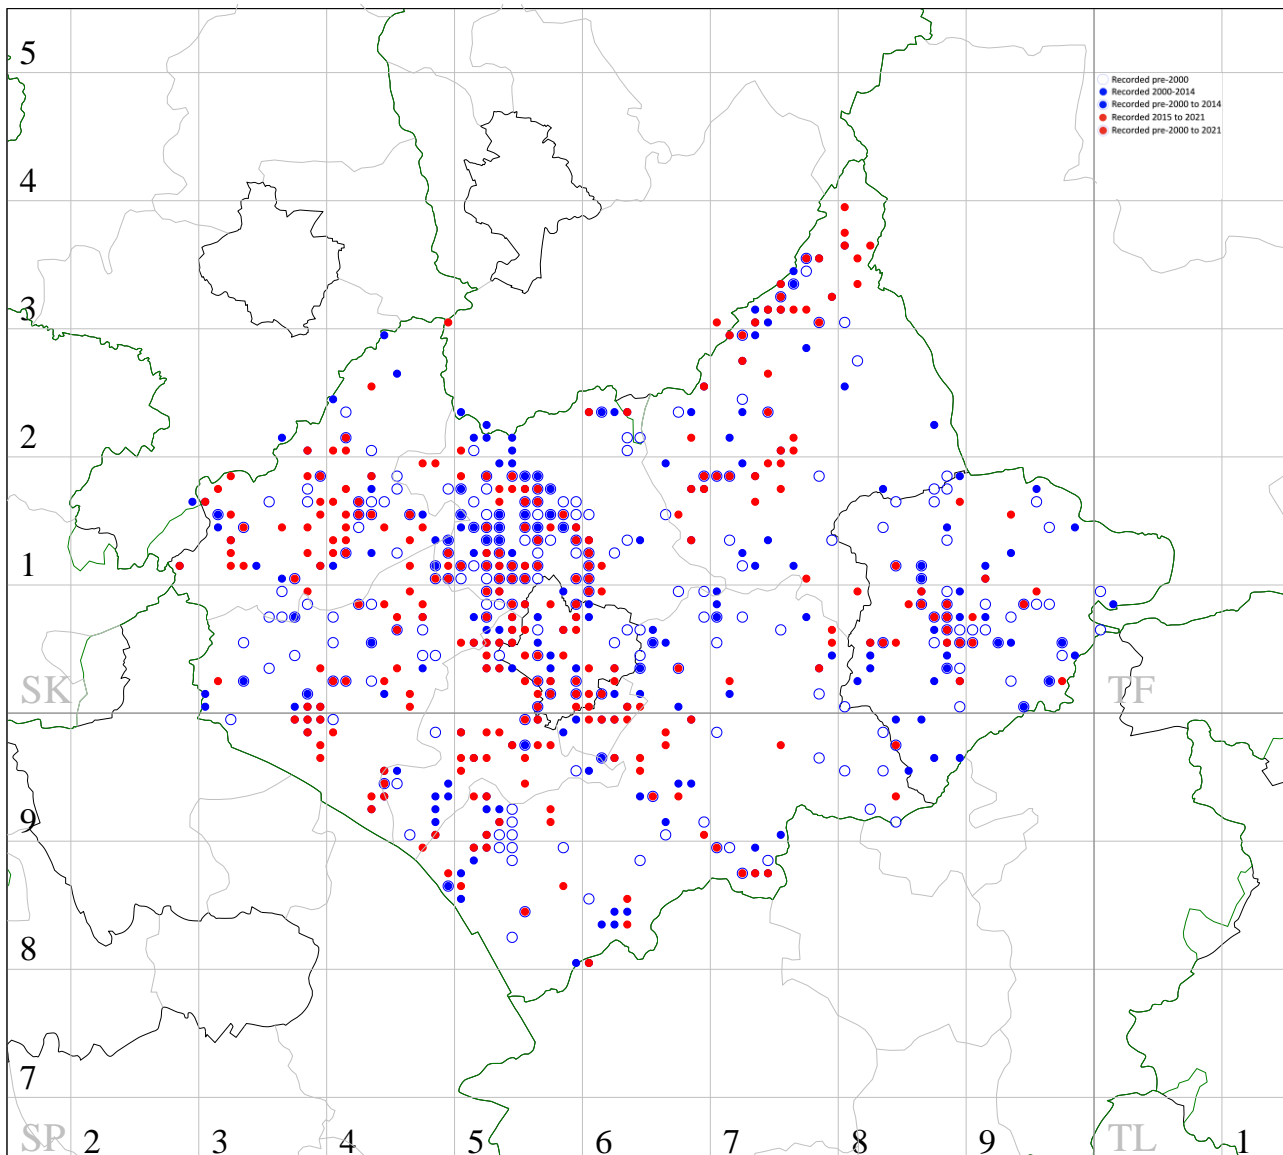 5
Recorded pre-2000
Recorded 2000-2014
Recorded pre-2000 to 2014
Recorded 2015 to 2021
Recorded pre-2000 to 2021
4
3
2
1
SK
TF
9
8
7
SP 2 3 4 5 6 7 8 9 TL 1